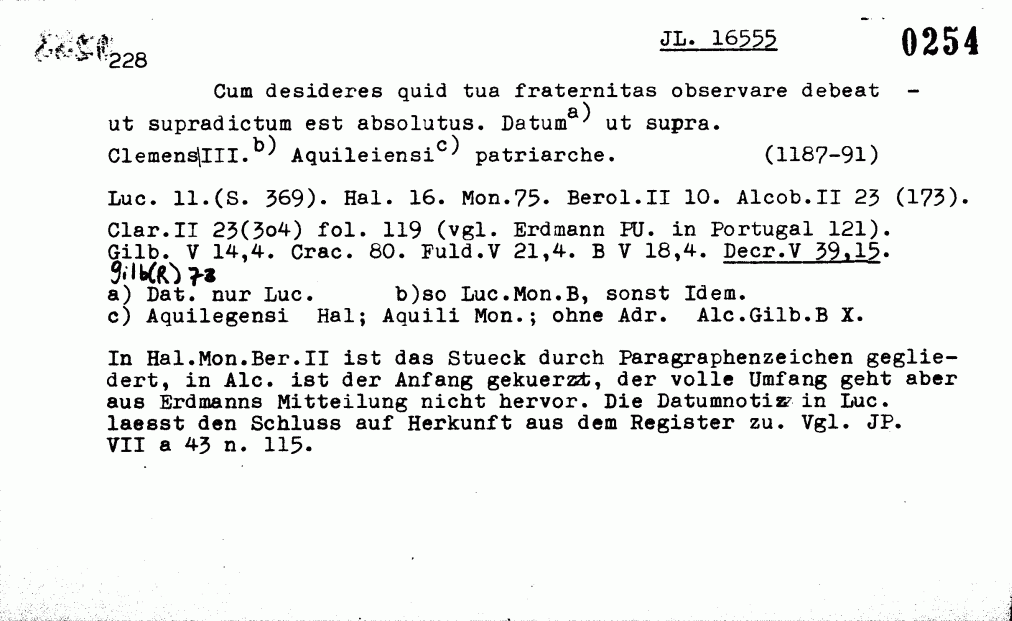 228
JL. 16555
0254
Cum desideres quid tua fraternitas observare debeat -
ut supradictum est absolutus. Datum a) ut supra.
Clemens III. b) Aquileiensi c) patriarche. (1187-91)
Luc. 11.(S. 369). Hal. 16. Mon.75. Berol.II 10. Alcob.II 23 (173).
Clar.II 23(3o4) fol. 119 (vgl. Erdmann PU. in Portugal 121).
Gilb. V 14,4. Crac. 80. Fuld.V 21,4. B V 18,4. Decr.V 39,15.
Gilb(R) 73
a) Dat. nur Luc. b)so Luc.Mon.B, sonst Idem.
c) Aquilegensi Hal; Aquili Mon.; ohne Adr. Alc.Gilb.B X.
In Hal.Mon.Ber.II ist das Stueck durch Paragraphenzeichen geglie-
dert, in Alc. ist der Anfang gekuerzt, der volle Umfang geht aber
aus Erdmanns Mitteilung nicht hervor. Die Datumnotiz in Luc.
laesst den Schluss auf Herkunft aus dem Register zu. Vgl. JP.
VII a 43 n. 115.